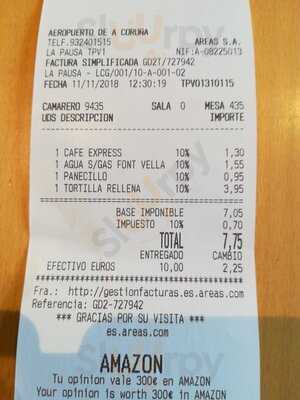 AEROPUERTO DE A CORUÑA
TELF.932401515 AREAS S.A.
LA PAUSA TPV1 NIF:A-08225013
FACTURA SIMPLIFICADA GD2T/727942
LA PAUSA - LCG/001/10-A-001-02
FECHA 11/11/2018 12:30:19 TPV01310115
CAMARERO 9435 SALA 0 MESA 435
UDS DESCRIPCION IMPORTE
1 CAFE EXPRESS 10% 1,30
1 AGUA S/GAS FONT VELLA 10% 1,55
1 PANECILLO 10% 0,95
1 TORTILLA RELLENA 10% 3,95
BASE IMPONIBLE 7,05
IMPUESTO 10% 0,70
TOTAL 7,75
ENTREGADO CAMBIO
EFECTIVO EUROS 10,00 2,25
Fra.: http://gestionfacturas.es.areas.com
Referencia: GD2-727942
*** GRACIAS POR SU VISITA ***
es.areas.com
AMAZON
Tu opinion vale 300€ en AMAZON
Your opinion is worth 300€ in AMAZON